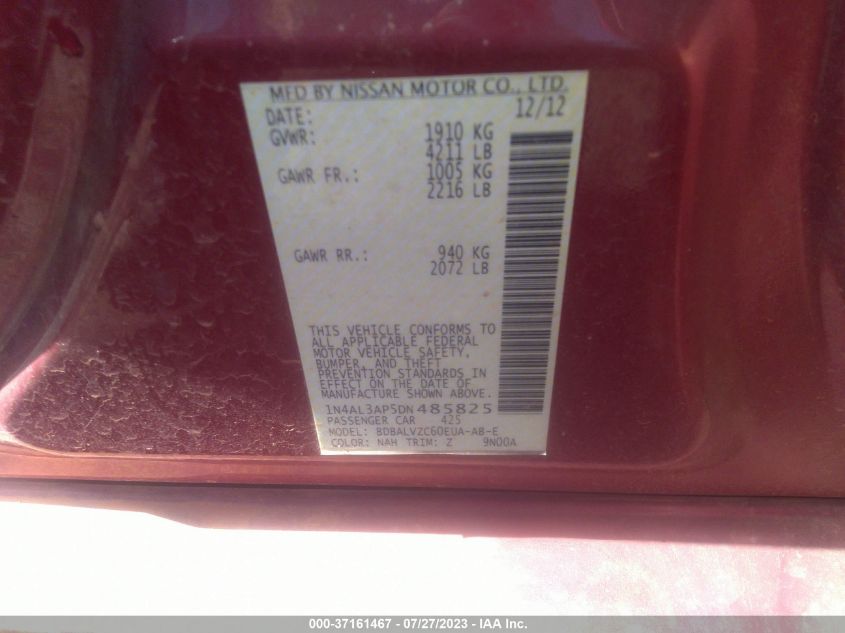 MFD BY NISSAN MOTOR CO., LTD.
DATE: 12/12
GVWR: 1910 KG
4211 LB
GAWR FR.: 1005 KG
2216 LB
GAWR RR.: 940 KG
2072 LB
THIS VEHICLE CONFORMS TO
ALL APPLICABLE FEDERAL
MOTOR VEHICLE SAFETY,
BUMPER, AND THEFT
PREVENTION STANDARDS IN
EFFECT ON THE DATE OF
MANUFACTURE SHOWN ABOVE.
1N4AL3AP5DN485825
PASSENGER CAR 425
MODEL: BDBALVZC60EUA-AB-E
COLOR: NAH TRIM: Z 9N00A
000-37161467 - 07/27/2023 - IAA Inc.